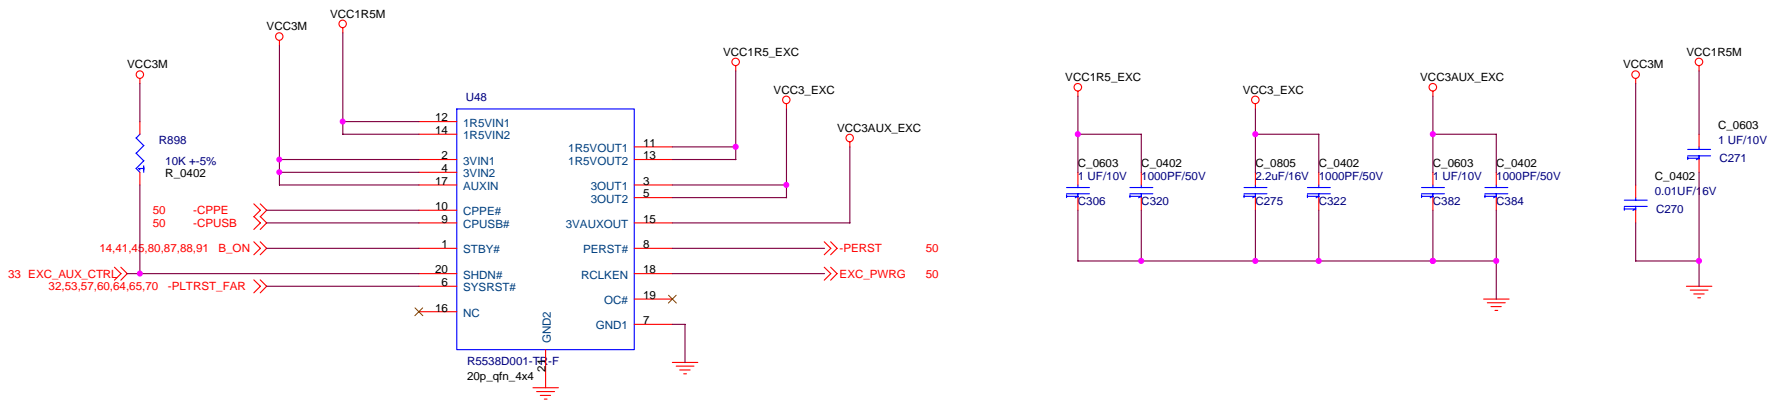 VCC1R5M
VCC3M
VCC3M
R898
10K +-5%
R_0402
U48
12 1R5VIN1
14 1R5VIN2
2 3VIN1
4 3VIN2
17 AUXIN
50 -CPPE 10 CPPE#
50 -CPUSB 9 CPUSB#
14,41,45,80,87,88,91 B_ON 1 STBY#
33 EXC_AUX_CTRL 20 SHDN#
32,53,57,60,64,65,70 -PLTRST_FAR 6 SYSRST#
16 NC
VCC1R5_EXC
VCC3_EXC
VCC3AUX_EXC
1R5VOUT1 11
1R5VOUT2 13
3OUT1 3
3OUT2 5
3VAUXOUT 15
PERST# 8 -PERST 50
RCLKEN 18 EXC_PWRG 50
OC# 19
GND1 7
GND2
21
R5538D001-TR-F
20p_qfn_4x4
VCC1R5_EXC
C_0603
1 UF/10V
C306
C_0402
1000PF/50V
C320
VCC3_EXC
C_0805
2.2uF/16V
C275
C_0402
1000PF/50V
C322
VCC3AUX_EXC
C_0603
1 UF/10V
C382
C_0402
1000PF/50V
C384
VCC3M
C_0402
0.01UF/16V
C270
VCC1R5M
C_0603
1 UF/10V
C271